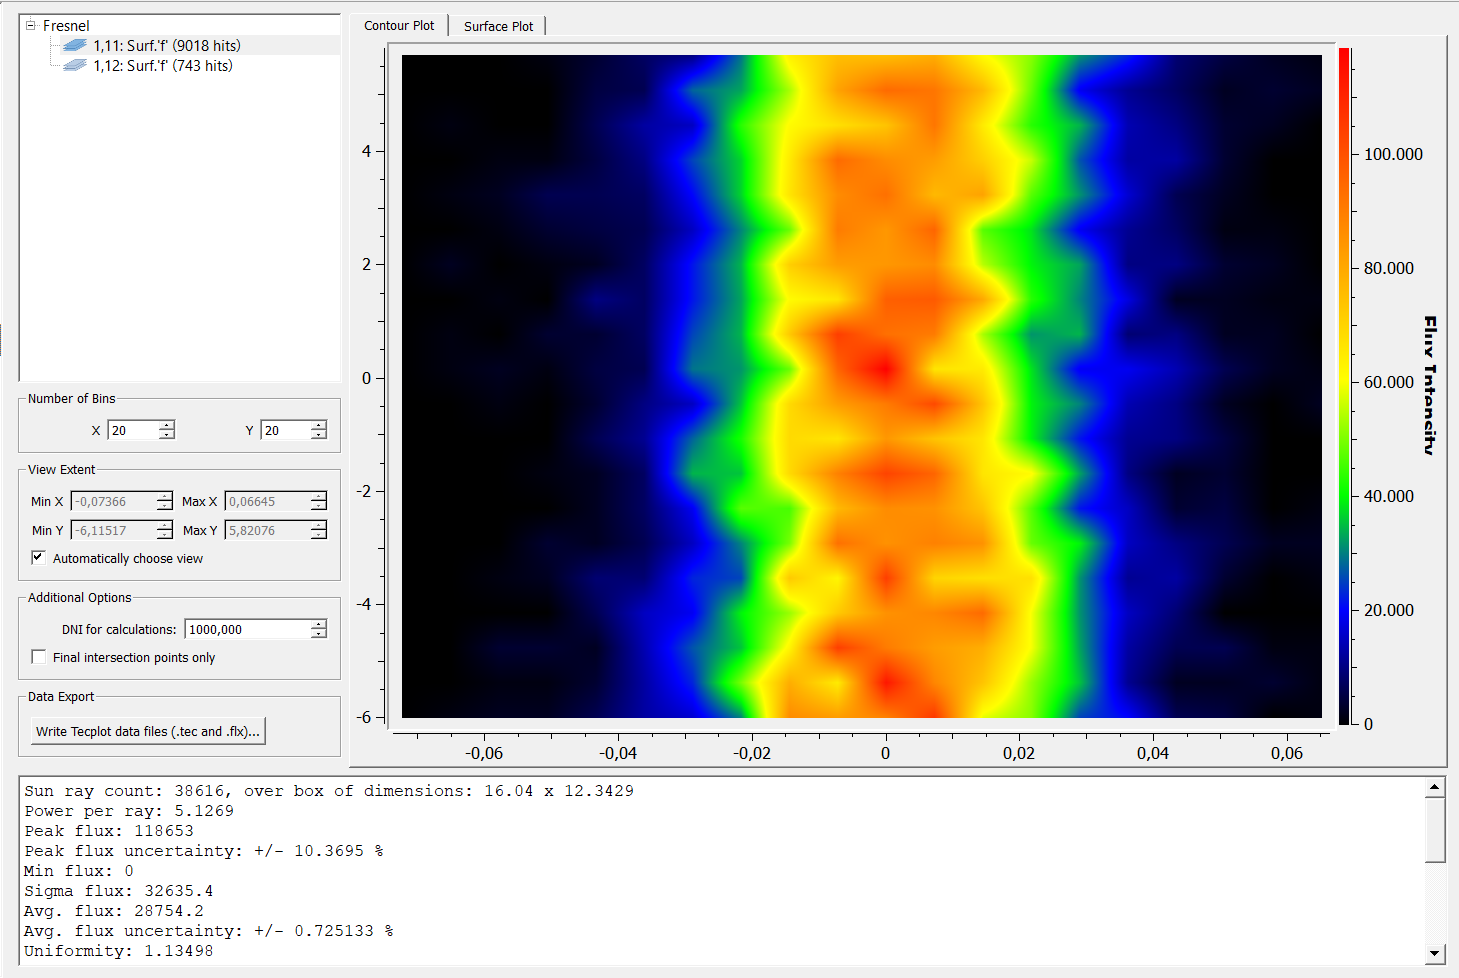 Fresnel
1,11: Surf.'f' (9018 hits)
1,12: Surf.'f' (743 hits)
Number of Bins
X 20 Y 20
View Extent
Min X -0,07366 Max X 0,06645
Min Y -6,11517 Max Y 5,82076
Automatically choose view
Additional Options
DNI for calculations: 1000,000
Final intersection points only
Data Export
Write Tecplot data files (.tec and .flx)...
Contour Plot Surface Plot
4
2
0
-2
-4
-6
-0,06 -0,04 -0,02 0 0,02 0,04 0,06
100.000
80.000
60.000
40.000
20.000
0
Flux Intensity
Sun ray count: 38616, over box of dimensions: 16.04 x 12.3429
Power per ray: 5.1269
Peak flux: 118653
Peak flux uncertainty: +/- 10.3695 %
Min flux: 0
Sigma flux: 32635.4
Avg. flux: 28754.2
Avg. flux uncertainty: +/- 0.725133 %
Uniformity: 1.13498